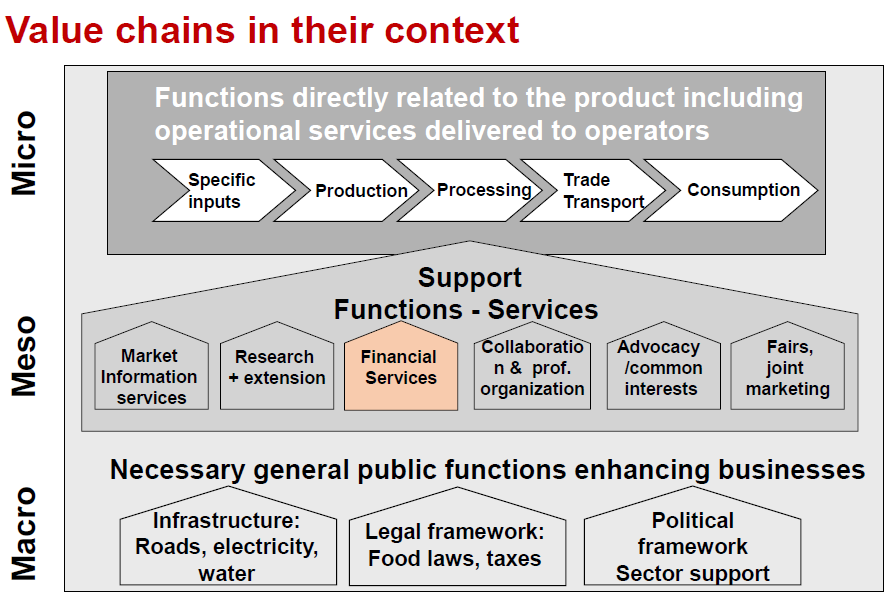 Value chains in their context
Micro
Functions directly related to the product including
operational services delivered to operators
Specific
inputs
Production
Processing
Trade
Transport
Consumption
Meso
Support
Functions - Services
Market
Information
services
Research
+ extension
Financial
Services
Collaboratio
n & prof.
organization
Advocacy
/common
interests
Fairs,
joint
marketing
Macro
Necessary general public functions enhancing businesses
Infrastructure:
Roads, electricity,
water
Legal framework:
Food laws, taxes
Political
framework
Sector support